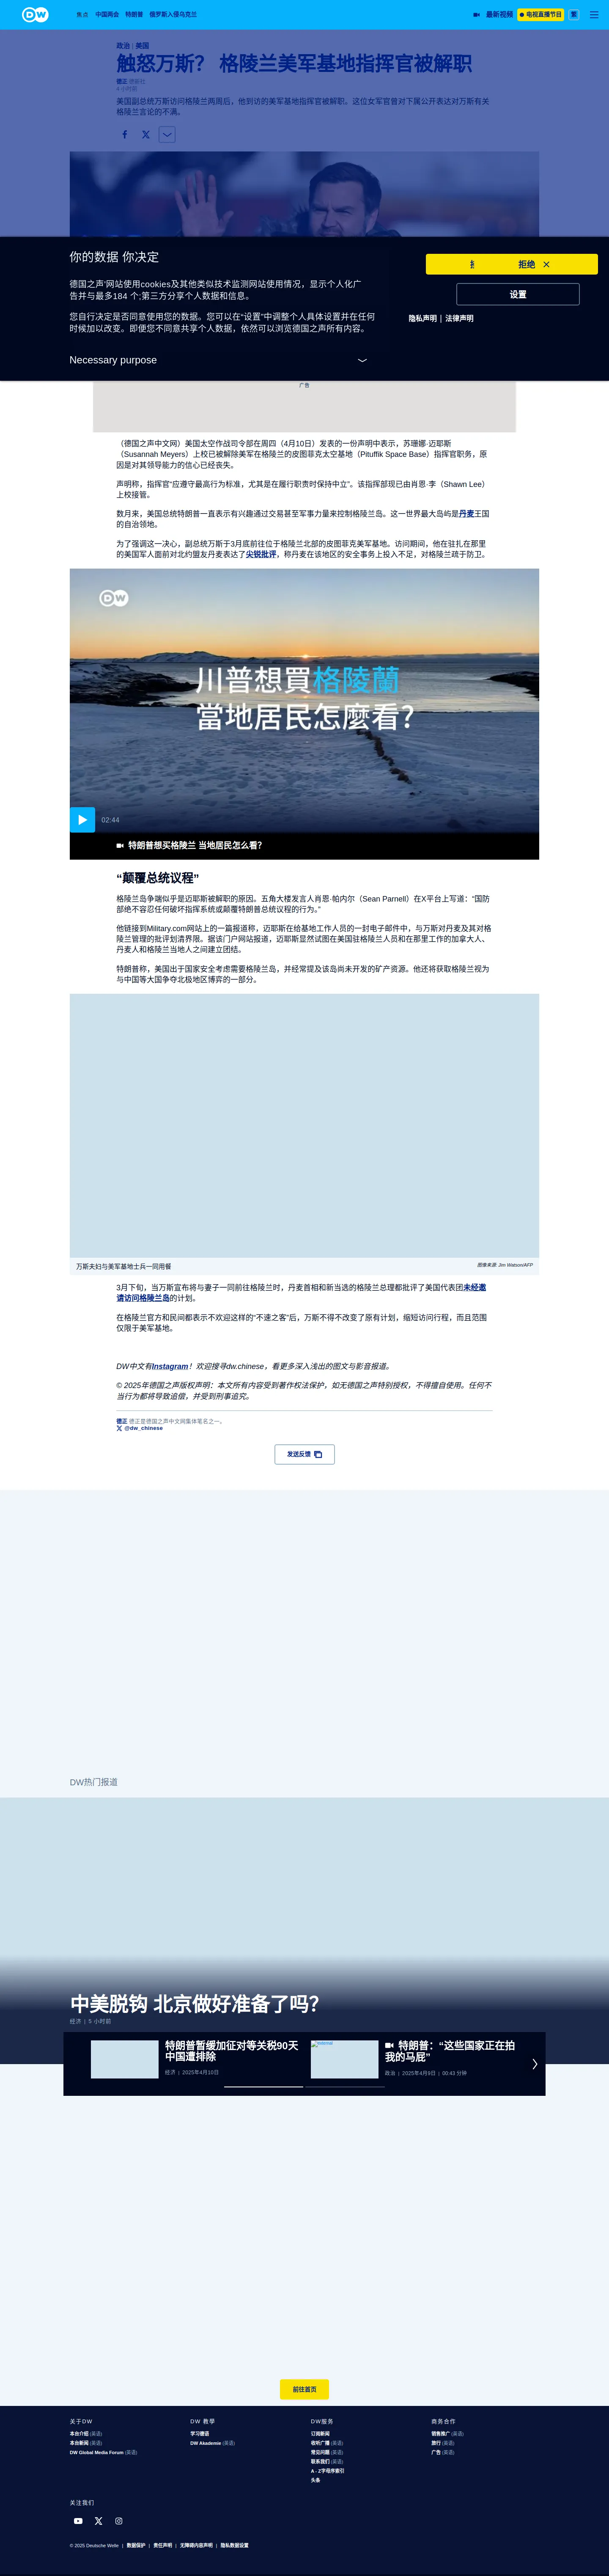 DW
焦点 中国两会 特朗普 俄罗斯入侵乌克兰
最新视频 电视直播节目 繁
政治 | 美国
触怒万斯？ 格陵兰美军基地指挥官被解职
德正 德新社
4 小时前
美国副总统万斯访问格陵兰两周后，他到访的美军基地指挥官被解职。这位女军官曾对下属公开表达对万斯有关
格陵兰言论的不满。
你的数据 你决定
德国之声'网站使用cookies及其他类似技术监测网站使用情况，显示个人化广
告并与最多184 个;第三方分享个人数据和信息。
您自行决定是否同意使用您的数据。您可以在“设置”中调整个人具体设置并在任何
时候加以改变。即便您不同意共享个人数据，依然可以浏览德国之声所有内容。
Necessary purpose
拒绝
设置
隐私声明 | 法律声明
广告
（德国之声中文网）美国太空作战司令部在周四（4月10日）发表的一份声明中表示，苏珊娜·迈耶斯
（Susannah Meyers）上校已被解除美军在格陵兰的皮图菲克太空基地（Pituffik Space Base）指挥官职务，原
因是对其领导能力的信心已经丧失。
声明称，指挥官“应遵守最高行为标准，尤其是在履行职责时保持中立”。该指挥部现已由肖恩·李（Shawn Lee）
上校接管。
数月来，美国总统特朗普一直表示有兴趣通过交易甚至军事力量来控制格陵兰岛。这一世界最大岛屿是丹麦王国
的自治领地。
为了强调这一决心，副总统万斯于3月底前往位于格陵兰北部的皮图菲克美军基地。访问期间，他在驻扎在那里
的美国军人面前对北约盟友丹麦表达了尖锐批评，称丹麦在该地区的安全事务上投入不足，对格陵兰疏于防卫。
DW
川普想買格陵蘭
當地居民怎麼看?
02:44
特朗普想买格陵兰 当地居民怎么看？
“颠覆总统议程”
格陵兰岛争端似乎是迈耶斯被解职的原因。五角大楼发言人肖恩·帕内尔（Sean Parnell）在X平台上写道：“国防
部绝不容忍任何破坏指挥系统或颠覆特朗普总统议程的行为。”
他链接到Military.com网站上的一篇报道称，迈耶斯在给基地工作人员的一封电子邮件中，与万斯对丹麦及其对格
陵兰管理的批评划清界限。据该门户网站报道，迈耶斯显然试图在美国驻格陵兰人员和在那里工作的加拿大人、
丹麦人和格陵兰当地人之间建立团结。
特朗普称，美国出于国家安全考虑需要格陵兰岛，并经常提及该岛尚未开发的矿产资源。他还将获取格陵兰视为
与中国等大国争夺北极地区博弈的一部分。
万斯夫妇与美军基地士兵一同用餐
图像来源: Jim Watson/AFP
3月下旬，当万斯宣布将与妻子一同前往格陵兰时，丹麦首相和新当选的格陵兰总理都批评了美国代表团未经邀
请访问格陵兰岛的计划。
在格陵兰官方和民间都表示不欢迎这样的“不速之客”后，万斯不得不改变了原有计划，缩短访问行程，而且范围
仅限于美军基地。
DW中文有Instagram！欢迎搜寻dw.chinese，看更多深入浅出的图文与影音报道。
© 2025年德国之声版权声明：本文所有内容受到著作权法保护，如无德国之声特别授权，不得擅自使用。任何不
当行为都将导致追偿，并受到刑事追究。
德正 德正是德国之声中文网集体笔名之一。
@dw_chinese
发送反馈
DW热门报道
中美脱钩 北京做好准备了吗？
经济 | 5 小时前
特朗普暂缓加征对等关税90天
中国遭排除
经济 | 2025年4月10日
特朗普：“这些国家正在拍
我的马屁”
政治 | 2025年4月9日 | 00:43 分钟
前往首页
关于DW
本台介绍 (英语)
本台新闻 (英语)
DW Global Media Forum (英语)
DW 教學
学习德语
DW Akademie (英语)
DW服务
订阅新闻
收听广播 (英语)
常见问题 (英语)
联系我们 (英语)
A - Z字母序索引
头条
商务合作
销售推广 (英语)
旅行 (英语)
广告 (英语)
关注我们
© 2025 Deutsche Welle | 数据保护 | 责任声明 | 无障碍内容声明 | 隐私数据设置